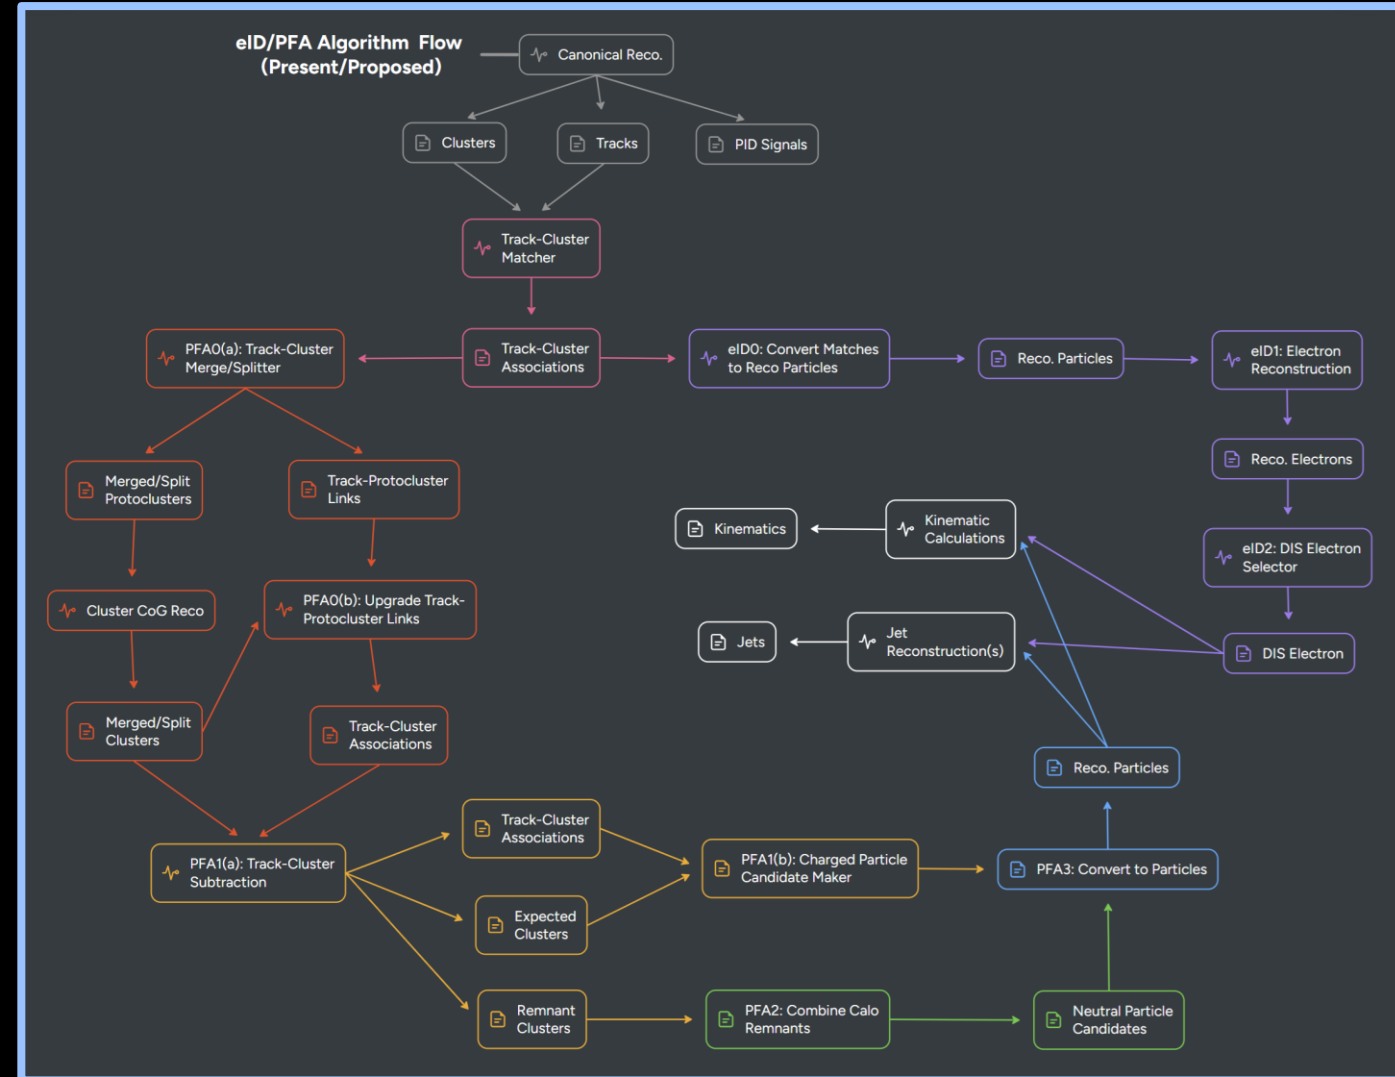 eID/PFA Algorithm Flow
(Present/Proposed)
Canonical Reco.
Clusters
Tracks
PID Signals
Track-Cluster
Matcher
PFA0(a): Track-Cluster
Merge/Splitter
Track-Cluster
Associations
eID0: Convert Matches
to Reco Particles
Reco. Particles
eID1: Electron
Reconstruction
Merged/Split
Protoclusters
Track-Protocluster
Links
Reco. Electrons
Kinematics
Kinematic
Calculations
eID2: DIS Electron
Selector
Cluster CoG Reco
PFA0(b): Upgrade Track-
Protocluster Links
Jets
Jet
Reconstruction(s)
DIS Electron
Merged/Split
Clusters
Track-Cluster
Associations
Reco. Particles
PFA1(a): Track-Cluster
Subtraction
Track-Cluster
Associations
PFA1(b): Charged Particle
Candidate Maker
PFA3: Convert to Particles
Expected
Clusters
Remnant
Clusters
PFA2: Combine Calo
Remnants
Neutral Particle
Candidates